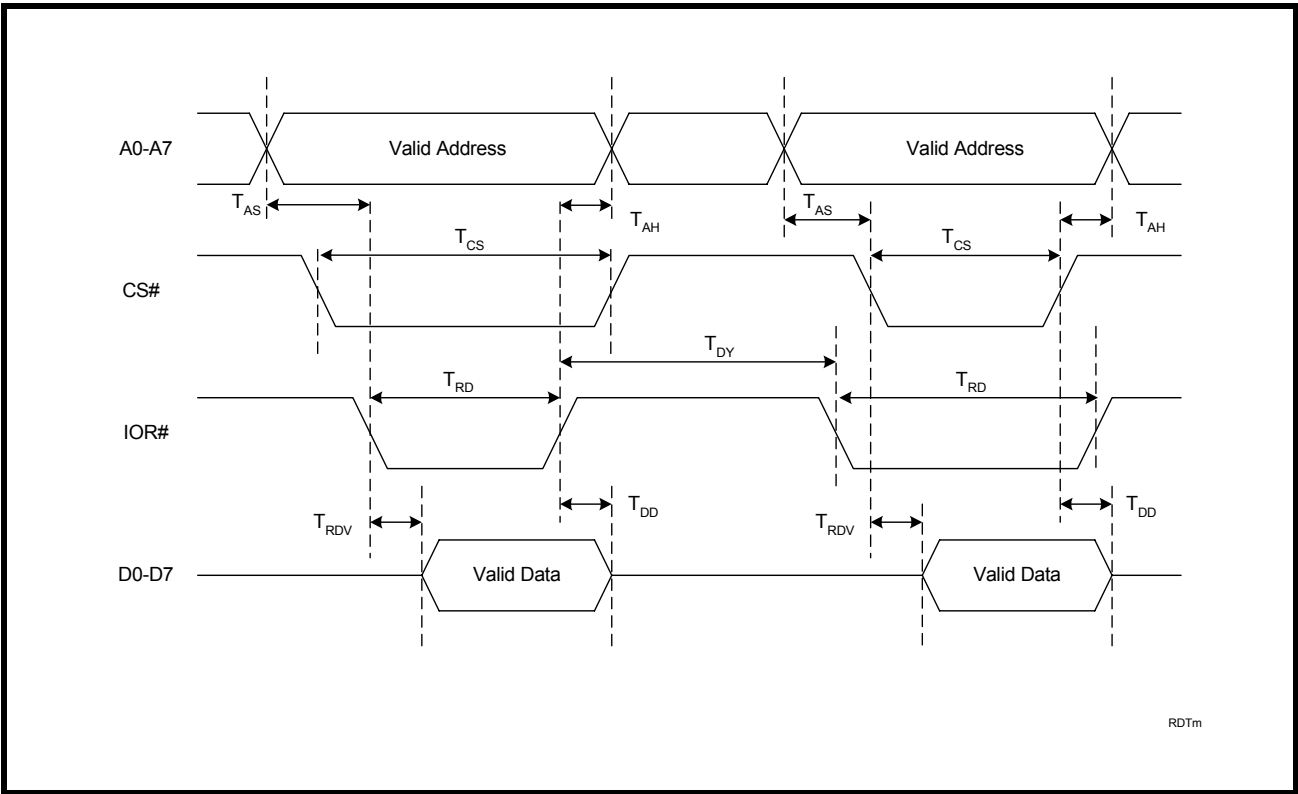 A0-A7
Valid Address
Valid Address
TAS
TAH
TAS
TAH
TCS
TCS
CS#
TDY
TRD
TRD
IOR#
TRDV
TDD
TRDV
TDD
D0-D7
Valid Data
Valid Data
RDTm